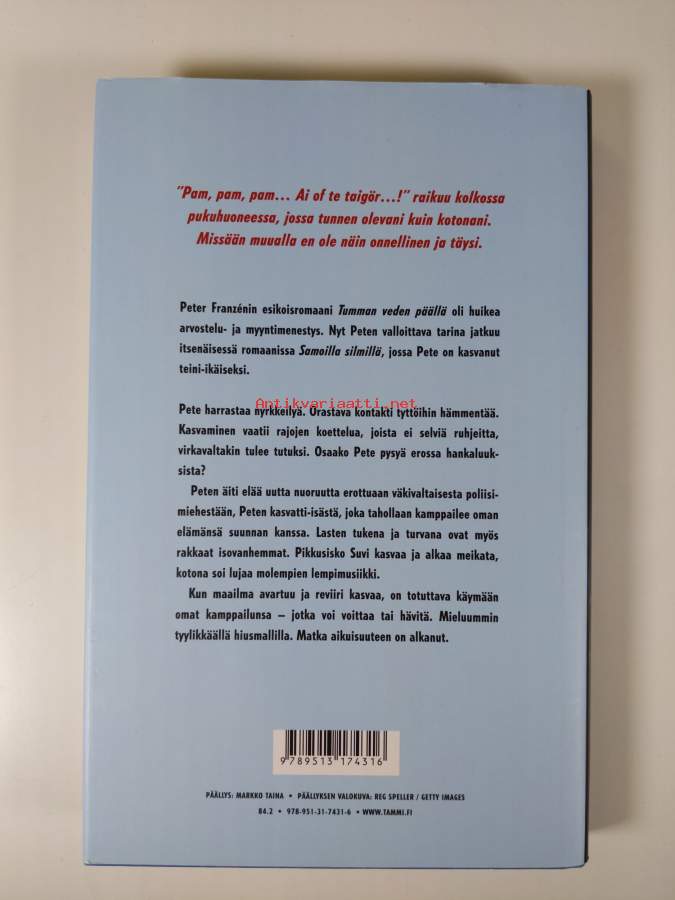 "Pam, pam, pam... Ai of te taigör...!" raikuu kolkossa
pukuhuoneessa, jossa tunnen olevani kuin kotonani.
Missään muualla en ole näin onnellinen ja täysi.
Peter Franzénin esikoisromaani Tumman veden päällä oli huikea
arvostelu- ja myyntimenestys. Nyt Peten valloittava tarina jatkuu
itsenäisessä romaanissa Samoilla silmillä, jossa Pete on kasvanut
teini-ikäiseksi.
Antikvariaatti.net
Pete harrastaa nyrkkeilyä. Orastava kontakti tyttöihin hämmentää.
Kasvaminen vaatii rajojen koettelua, joista ei selviä ruhjeitta,
virkavaltakin tulee tutuksi. Osaako Pete pysyä erossa hankaluuk-
sista?
Peten äiti elää uutta nuoruutta erottuaan väkivaltaisesta poliisi-
miehestään, Peten kasvatti-isästä, joka tahollaan kamppailee oman
elämänsä suunnan kanssa. Lasten tukena ja turvana ovat myös
rakkaat isovanhemmat. Pikkusisko Suvi kasvaa ja alkaa meikata,
kotona soi lujaa molempien lempimusiikki.
Kun maailma avartuu ja reviiri kasvaa, on totuttava käymään
omat kamppailunsa – jotka voi voittaa tai hävitä. Mieluummin
tyylikkäällä hiusmallilla. Matka aikuisuuteen on alkanut.
9789513174316
PÄÄLLYS: MARKKO TAINA • PÄÄLLYKSEN VALOKUVA: REG SPELLER / GETTY IMAGES
84.2 • 978-951-31-7431-6 • WWW.TAMMI.FI